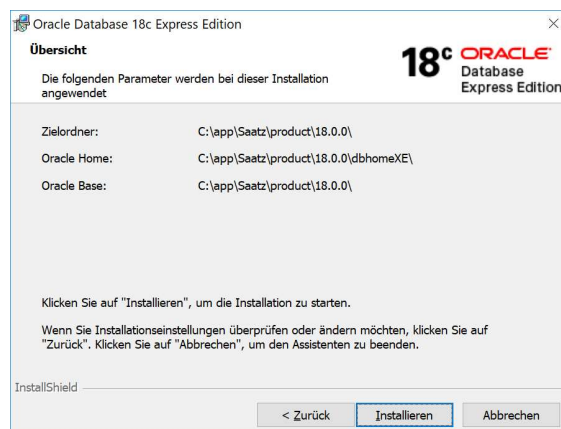 Oracle Database 18c Express Edition
Übersicht
Die folgenden Parameter werden bei dieser Installation
angewendet
18c ORACLE
Database
Express Edition
Zielordner: C:\app\Saatz\product\18.0.0\
Oracle Home: C:\app\Saatz\product\18.0.0\dbhomeXE\
Oracle Base: C:\app\Saatz\product\18.0.0\
Klicken Sie auf "Installieren", um die Installation zu starten.
Wenn Sie Installationseinstellungen überprüfen oder ändern möchten, klicken Sie auf
"Zurück". Klicken Sie auf "Abbrechen", um den Assistenten zu beenden.
InstallShield
< Zurück Installieren Abbrechen